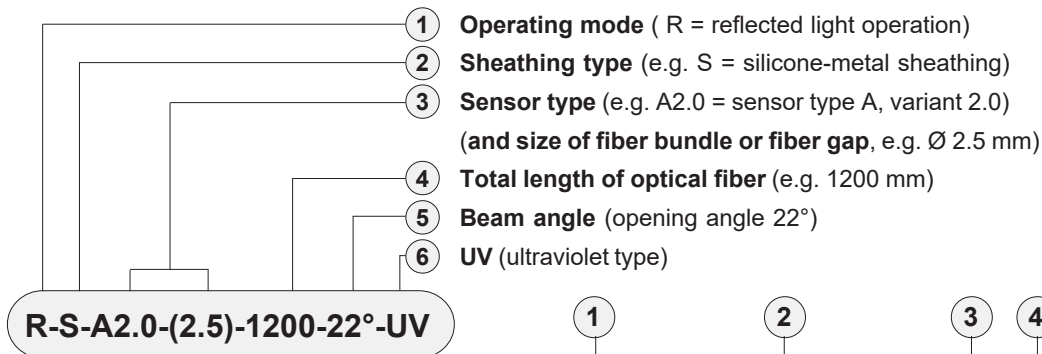 1 Operating mode ( R = reflected light operation)
2 Sheathing type (e.g. S = silicone-metal sheathing)
3 Sensor type (e.g. A2.0 = sensor type A, variant 2.0)
(and size of fiber bundle or fiber gap, e.g. Ø 2.5 mm)
4 Total length of optical fiber (e.g. 1200 mm)
5 Beam angle (opening angle 22°)
6 UV (ultraviolet type)
R-S-A2.0-(2.5)-1200-22°-UV
1 2 3 4